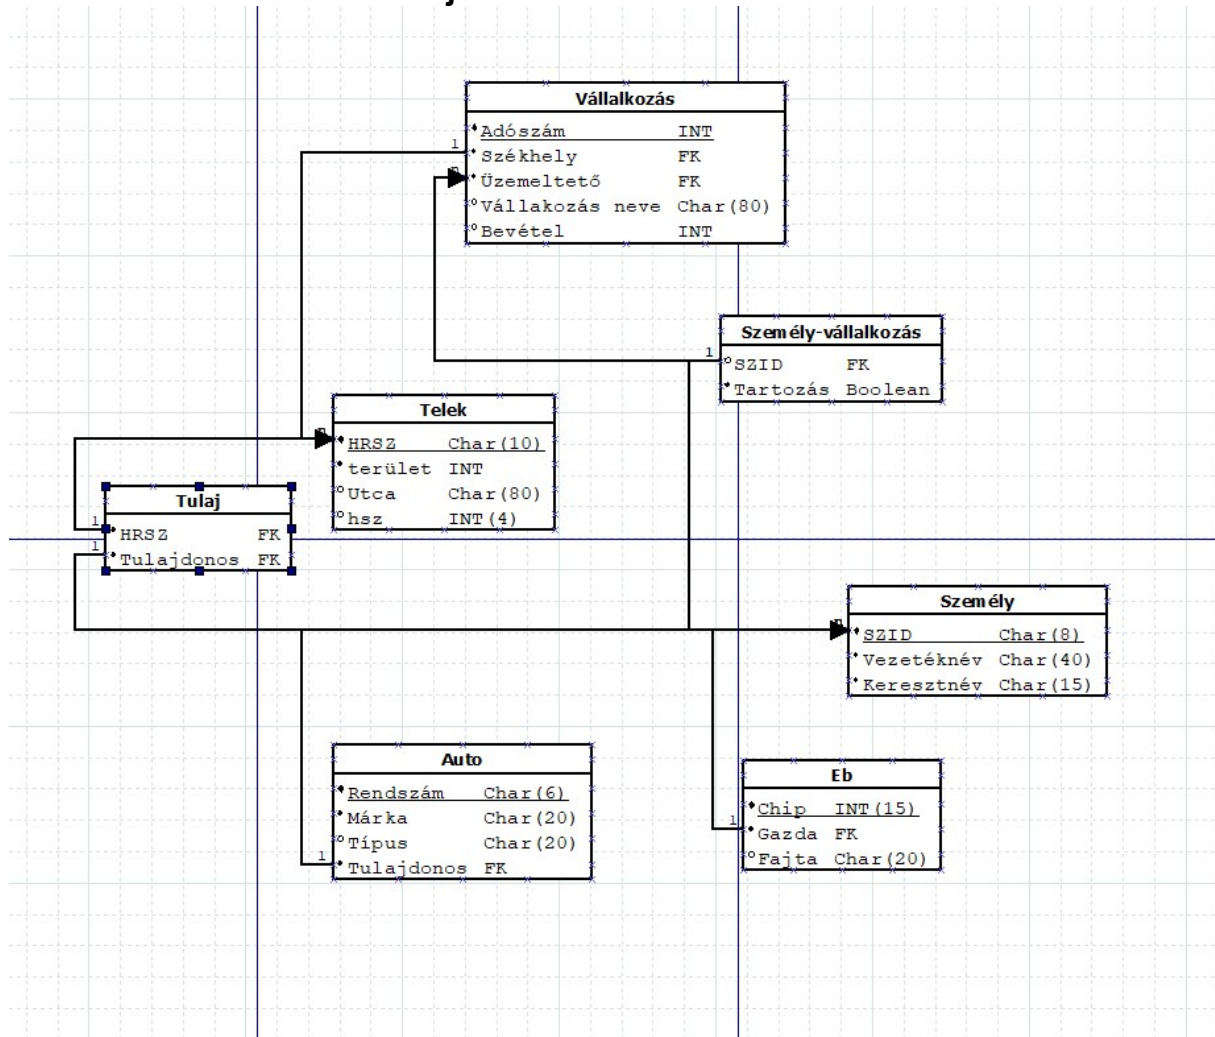 Vállalkozás
Adószám INT
1 Székhely FK
n Üzemeltető FK
Vállakozás neve Char(80)
Bevétel INT
Személy-vállalkozás
1 SZID FK
Tartozás Boolean
Telek
n HRSZ Char(10)
terület INT
Utca Char(80)
hsz INT(4)
Tulaj
1 HRSZ FK
1 Tulajdonos FK
Személy
n SZID Char(8)
Vezetéknév Char(40)
Keresztnév Char(15)
Auto
Rendszám Char(6)
Márka Char(20)
Típus Char(20)
1 Tulajdonos FK
Eb
Chip INT(15)
1 Gazda FK
Fajta Char(20)